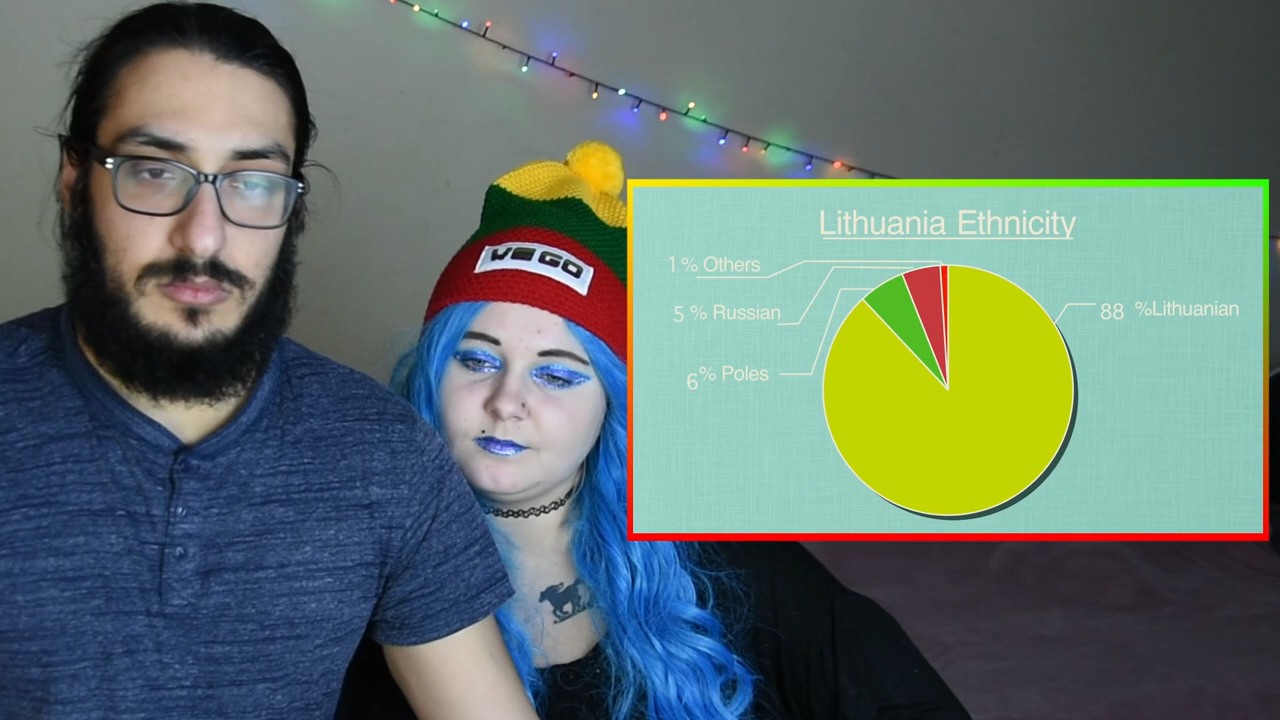 VEGO
Lithuania Ethnicity
1% Others
5 % Russian
6% Poles
88 %Lithuanian